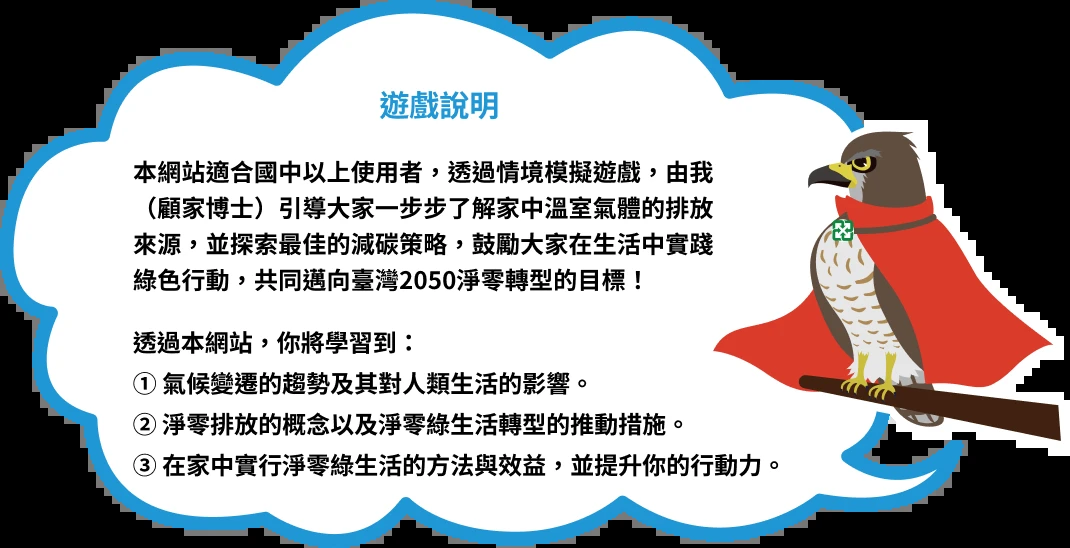 遊戲說明
本網站適合國中以上使用者，透過情境模擬遊戲，由我
（顧家博士）引導大家一步步了解家中溫室氣體的排放
來源，並探索最佳的減碳策略，鼓勵大家在生活中實踐
綠色行動，共同邁向臺灣2050淨零轉型的目標！
透過本網站，你將學習到：
① 氣候變遷的趨勢及其對人類生活的影響。
② 淨零排放的概念以及淨零綠生活轉型的推動措施。
③ 在家中實行淨零綠生活的方法與效益，並提升你的行動力。